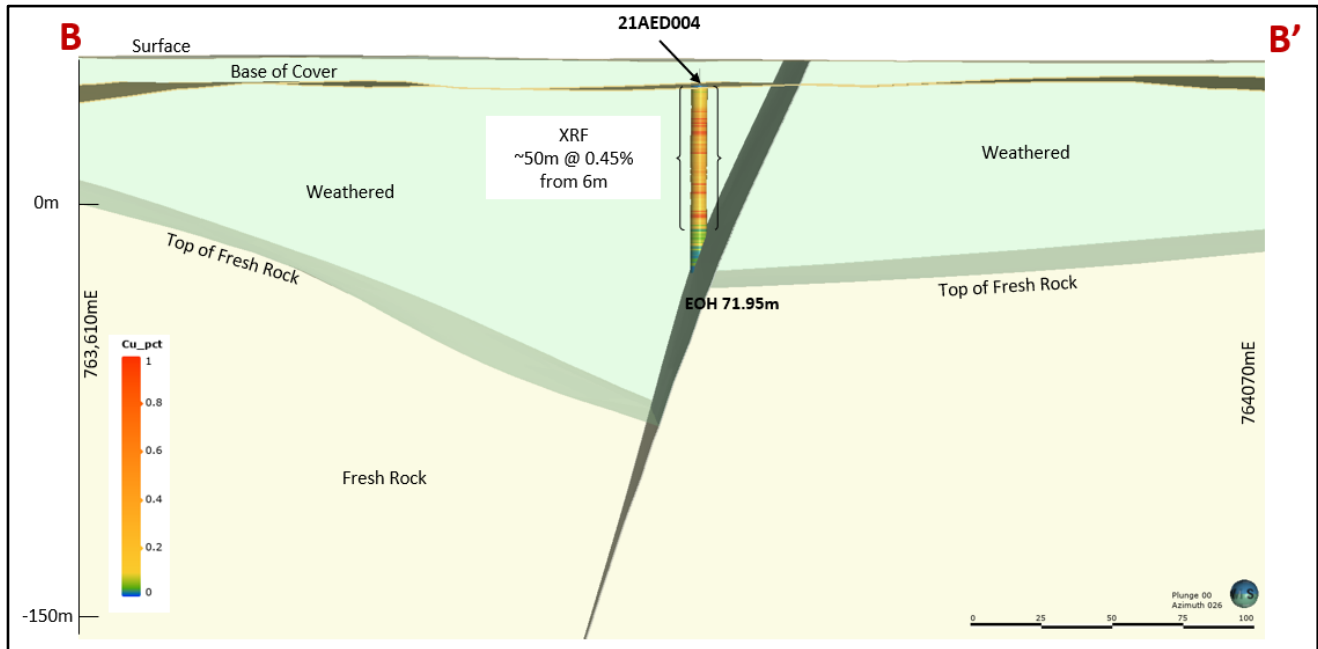 B
21AED004
B'
Surface
Base of Cover
XRF
~50m @ 0.45%
from 6m
Weathered
Weathered
0m
Top of Fresh Rock
Top of Fresh Rock
EOH 71.95m
763,610mE
764070mE
Cu_pct
1
0.8
0.6
0.4
0.2
0
Fresh Rock
-150m
Plunge 00
Azimuth 026
S
0 25 50 75 100